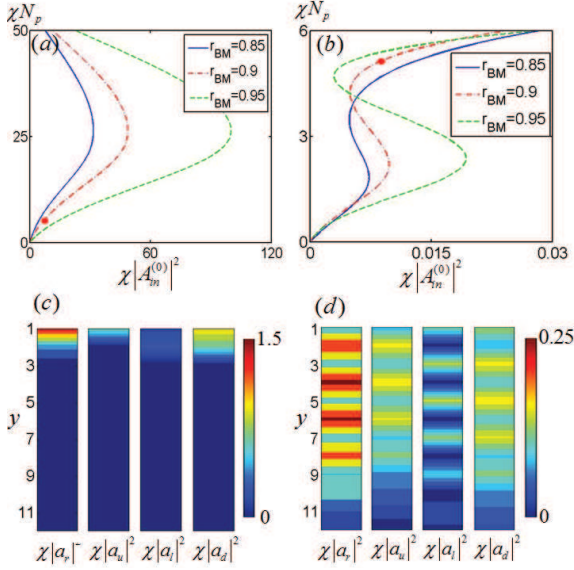 χN_p
50
25
0
(a)
r_BM=0.85
r_BM=0.9
r_BM=0.95
0 60 120
χ|A_in^(0)|^2
6
3
0
(b)
r_BM=0.85
r_BM=0.9
r_BM=0.95
0 0.015 0.03
χ|A_in^(0)|^2
(c)
y
1
3
5
7
9
11
1.5
0
χ|a_r|^- χ|a_u|^2 χ|a_l|^2 χ|a_d|^2
(d)
y
1
3
5
7
9
11
0.25
0
χ|a_r|^2 χ|a_u|^2 χ|a_l|^2 χ|a_d|^2